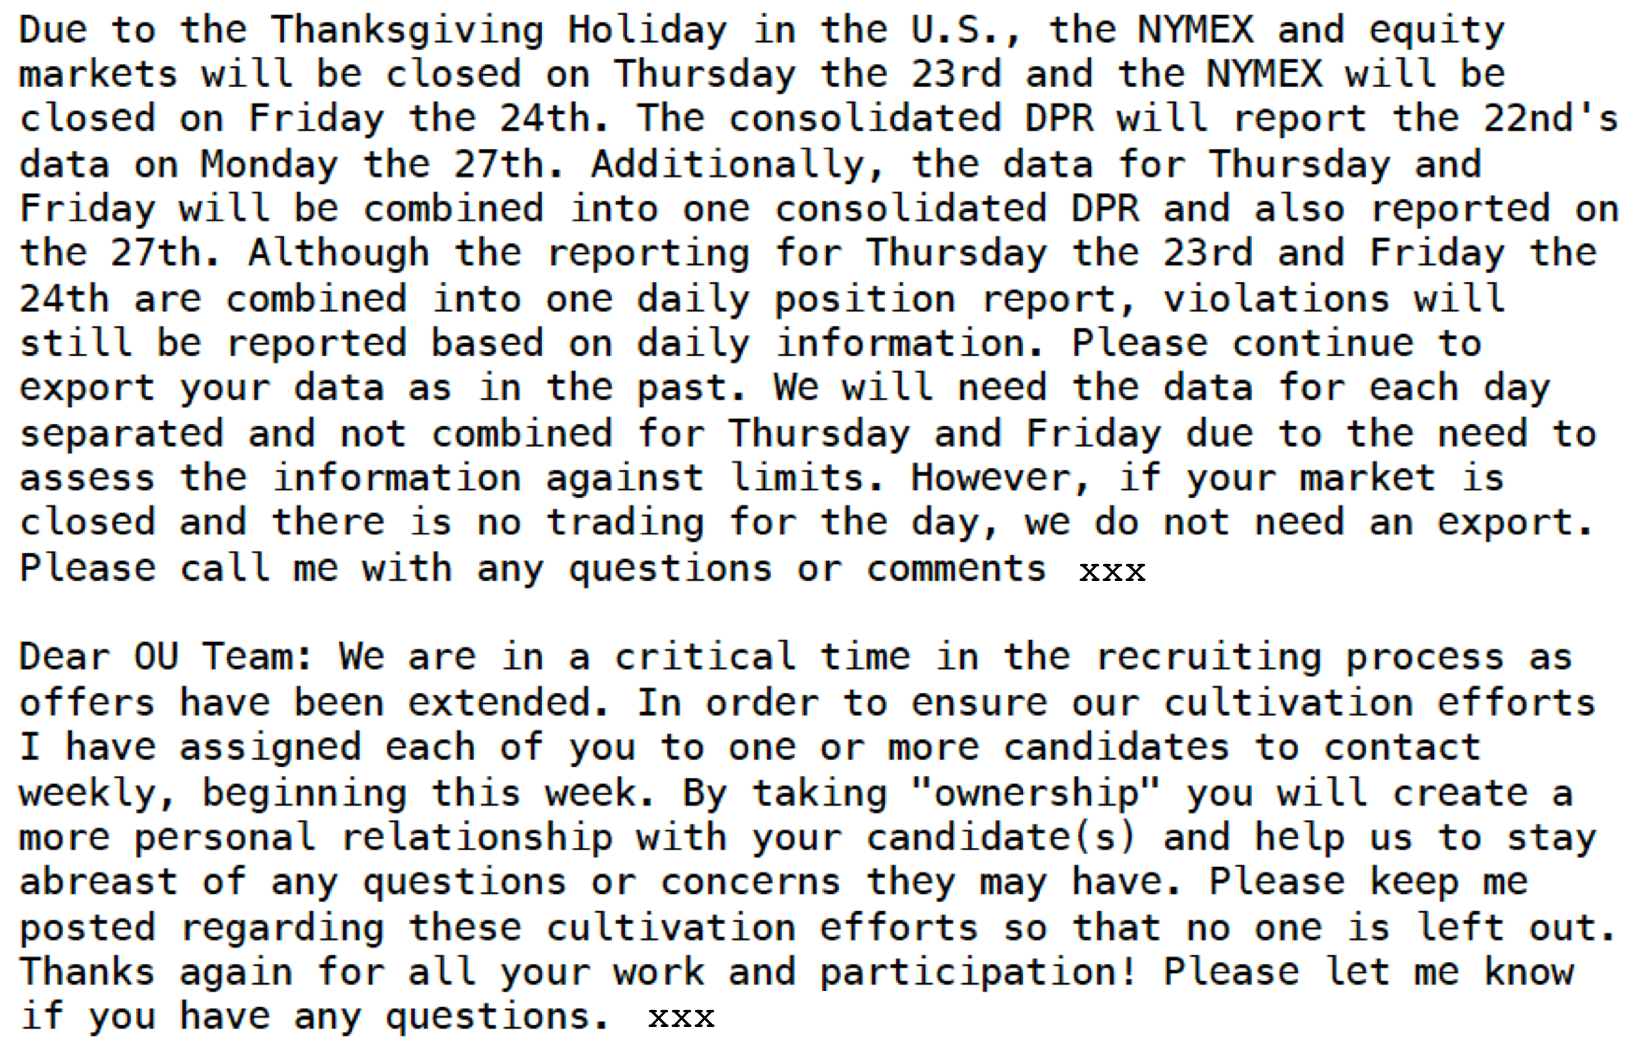 Due to the Thanksgiving Holiday in the U.S., the NYMEX and equity
markets will be closed on Thursday the 23rd and the NYMEX will be
closed on Friday the 24th. The consolidated DPR will report the 22nd's
data on Monday the 27th. Additionally, the data for Thursday and
Friday will be combined into one consolidated DPR and also reported on
the 27th. Although the reporting for Thursday the 23rd and Friday the
24th are combined into one daily position report, violations will
still be reported based on daily information. Please continue to
export your data as in the past. We will need the data for each day
separated and not combined for Thursday and Friday due to the need to
assess the information against limits. However, if your market is
closed and there is no trading for the day, we do not need an export.
Please call me with any questions or comments xxx

Dear OU Team: We are in a critical time in the recruiting process as
offers have been extended. In order to ensure our cultivation efforts
I have assigned each of you to one or more candidates to contact
weekly, beginning this week. By taking "ownership" you will create a
more personal relationship with your candidate(s) and help us to stay
abreast of any questions or concerns they may have. Please keep me
posted regarding these cultivation efforts so that no one is left out.
Thanks again for all your work and participation! Please let me know
if you have any questions. xxx